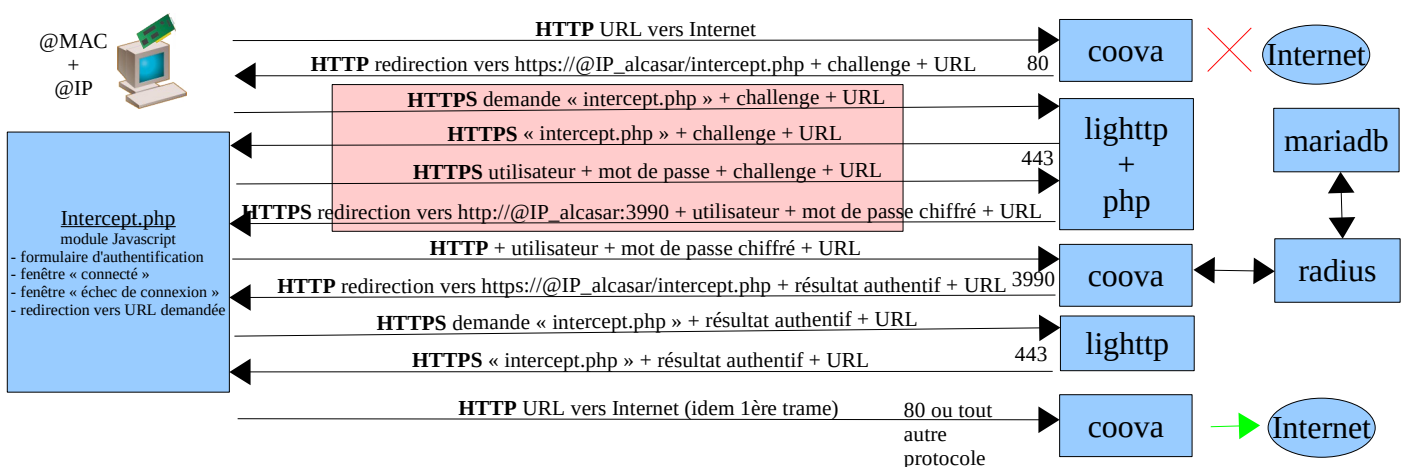 @MAC
+
@IP
HTTP URL vers Internet
coova
Internet
HTTP redirection vers https://@IP_alcasar/intercept.php + challenge + URL
80
HTTPS demande « intercept.php » + challenge + URL
HTTPS « intercept.php » + challenge + URL
lighttp
+
php
mariadb
443
HTTPS utilisateur + mot de passe + challenge + URL
HTTPS redirection vers http://@IP_alcasar:3990 + utilisateur + mot de passe chiffré + URL
Intercept.php
module Javascript
- formulaire d'authentification
- fenêtre « connecté »
- fenêtre « échec de connexion »
- redirection vers URL demandée
HTTP + utilisateur + mot de passe chiffré + URL
coova
radius
HTTP redirection vers https://@IP_alcasar/intercept.php + résultat authentif + URL
3990
HTTPS demande « intercept.php » + résultat authentif + URL
lighttp
HTTPS « intercept.php » + résultat authentif + URL
443
HTTP URL vers Internet (idem 1ère trame)
80 ou tout
autre
protocole
coova
Internet